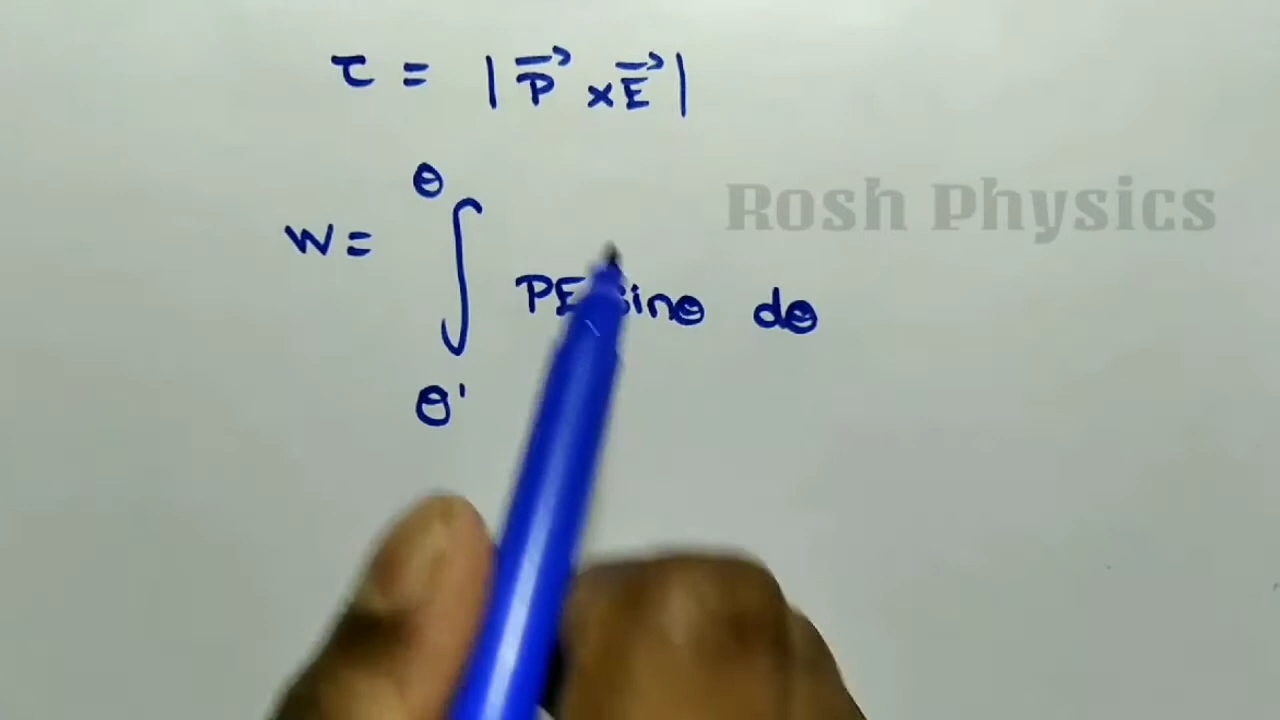 τ = | P⃗ × E⃗ |
Rosh Physics
θ
W = ∫ PE sinθ dθ
θ'